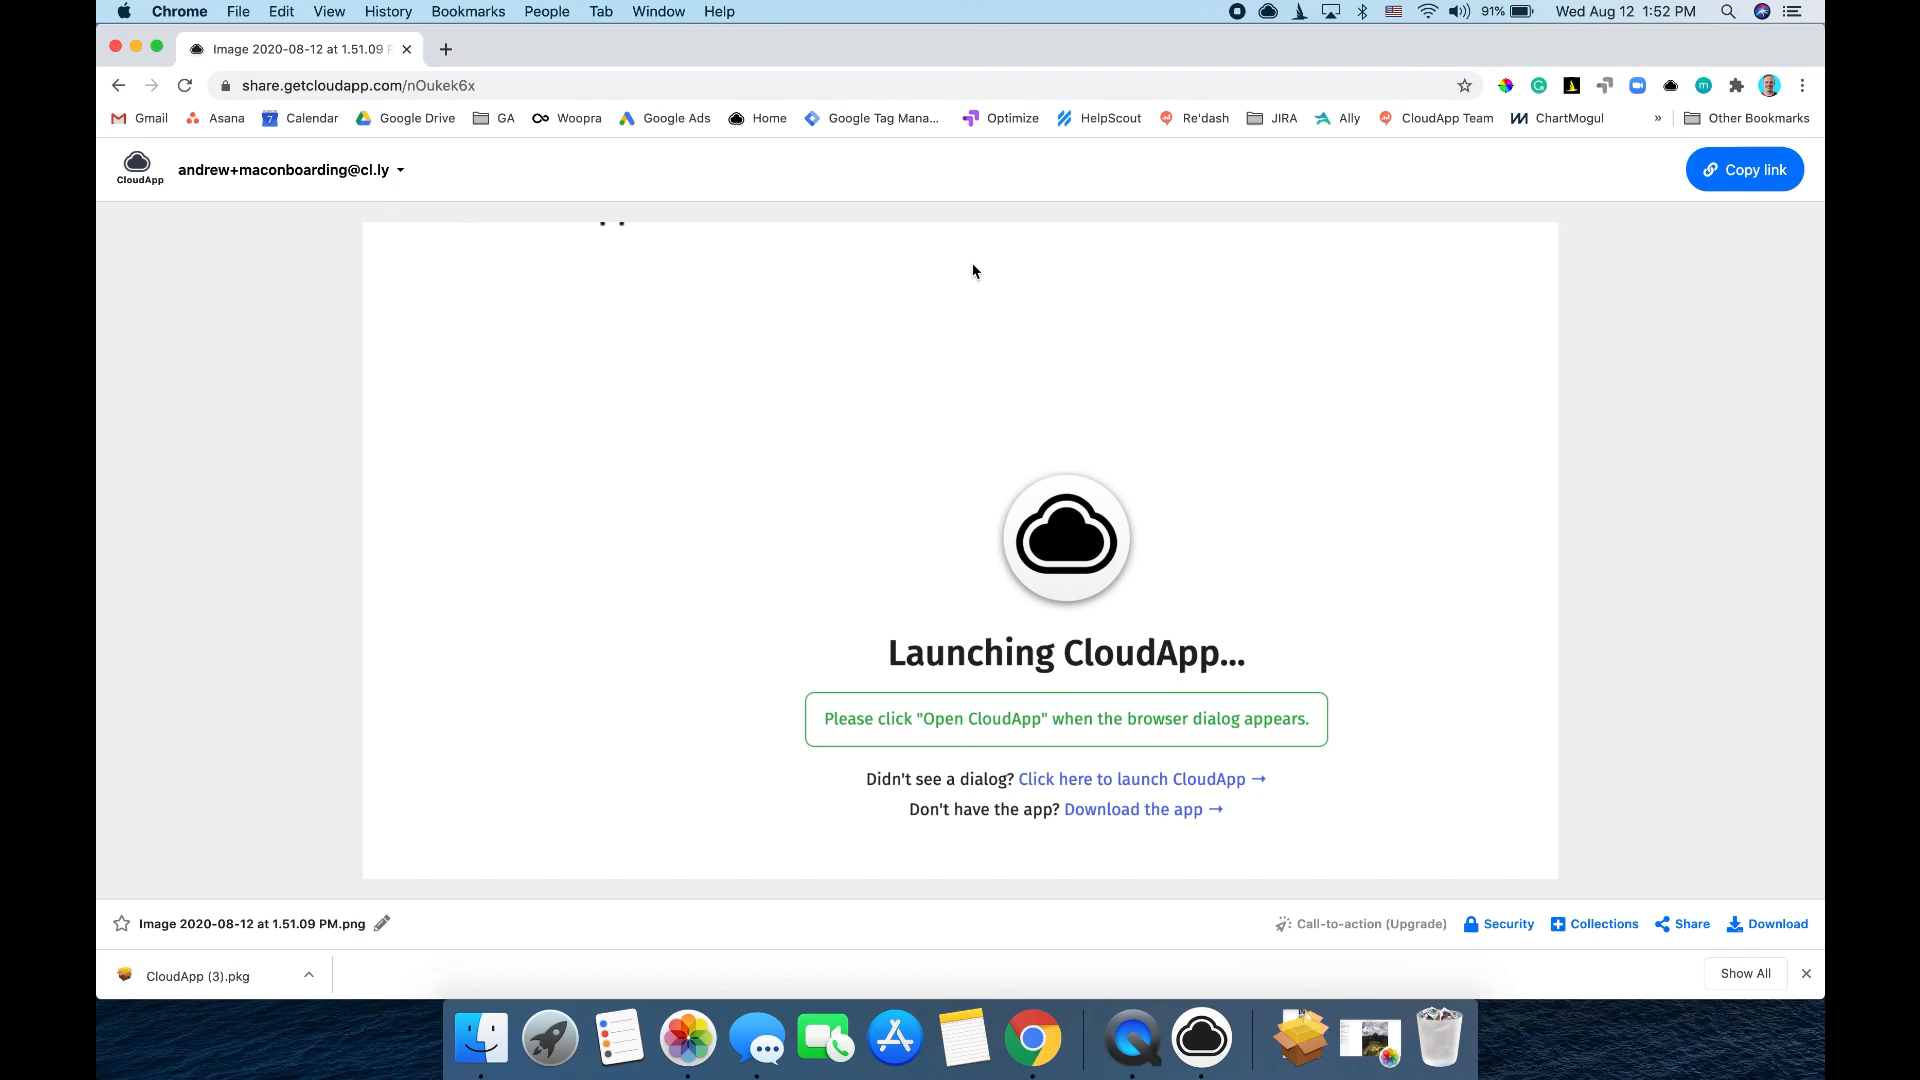 Chrome File Edit View History Bookmarks People Tab Window Help 91% Wed Aug 12 1:52 PM
Image 2020-08-12 at 1.51.09
share.getcloudapp.com/nOukek6x
Gmail Asana 7 Calendar Google Drive GA Woopra Google Ads Home Google Tag Mana... Optimize HelpScout Re'dash JIRA Ally CloudApp Team ChartMogul » Other Bookmarks
CloudApp andrew+maconboarding@cl.ly Copy link
Launching CloudApp...
Please click "Open CloudApp" when the browser dialog appears.
Didn't see a dialog? Click here to launch CloudApp →
Don't have the app? Download the app →
Image 2020-08-12 at 1.51.09 PM.png Call-to-action (Upgrade) Security Collections Share Download
CloudApp (3).pkg Show All